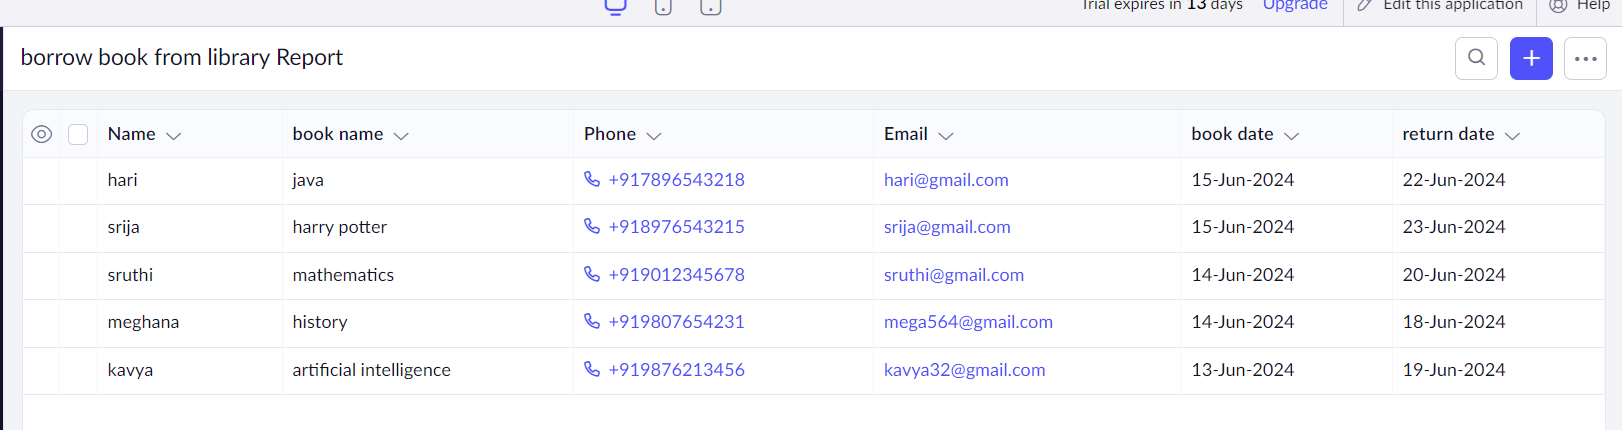 Trial expires in 13 days Upgrade Edit this application Help
borrow book from library Report
Name book name Phone Email book date return date
hari java +917896543218 hari@gmail.com 15-Jun-2024 22-Jun-2024
srija harry potter +918976543215 srija@gmail.com 15-Jun-2024 23-Jun-2024
sruthi mathematics +919012345678 sruthi@gmail.com 14-Jun-2024 20-Jun-2024
meghana history +919807654231 mega564@gmail.com 14-Jun-2024 18-Jun-2024
kavya artificial intelligence +919876213456 kavya32@gmail.com 13-Jun-2024 19-Jun-2024